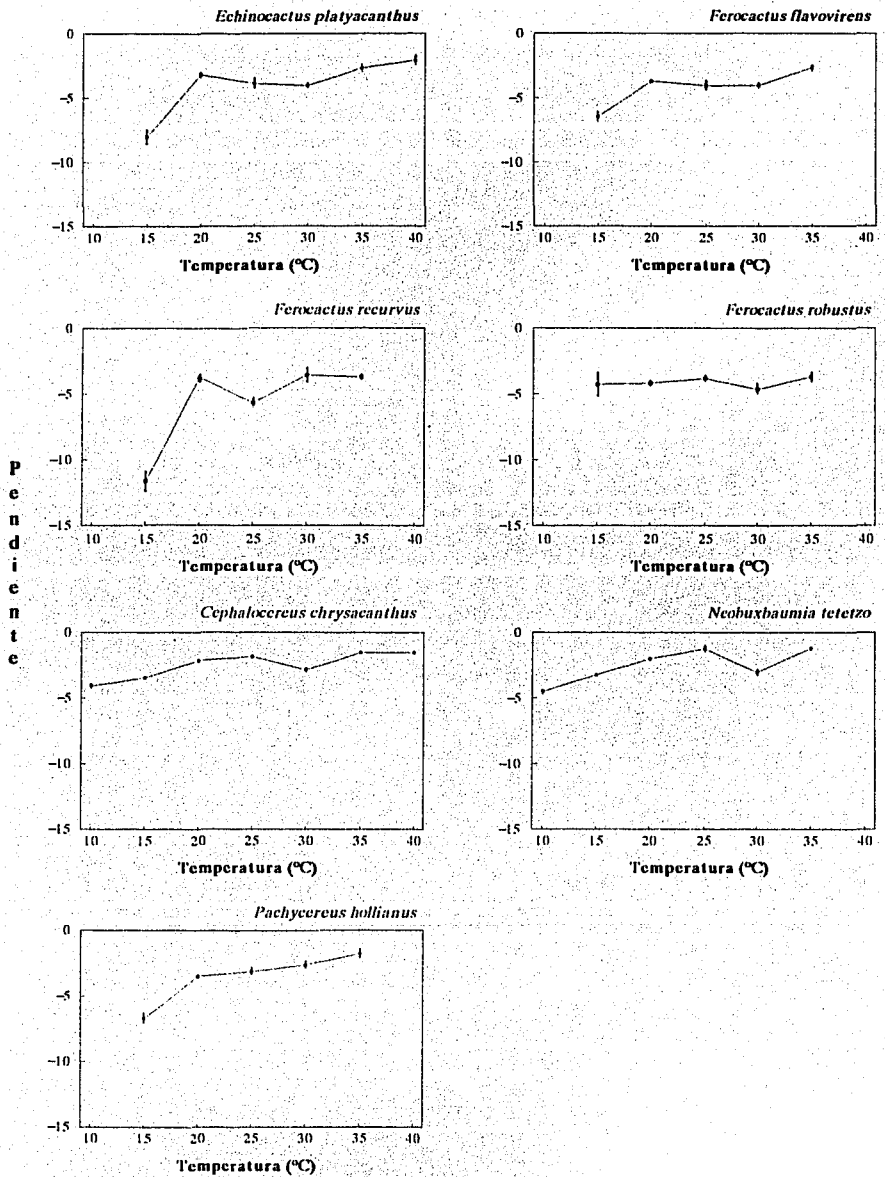 Echinocactus platyacanthus
0
−5
−10
−15
10 15 20 25 30 35 40
Temperatura (°C)
Ferocactus flavovirens
0
−5
−10
−15
10 15 20 25 30 35 40
Temperatura (°C)
Ferocactus recurvus
0
−5
−10
−15
10 15 20 25 30 35 40
Temperatura (°C)
Ferocactus robustus
0
−5
−10
−15
10 15 20 25 30 35 40
Temperatura (°C)
Pendiente
Cephalocereus chrysacanthus
0
−5
−10
−15
10 15 20 25 30 35 40
Temperatura (°C)
Neobuxbaumia tetetzo
0
−5
−10
−15
10 15 20 25 30 35 40
Temperatura (°C)
Pachycereus hollianus
0
−5
−10
−15
10 15 20 25 30 35 40
Temperatura (°C)